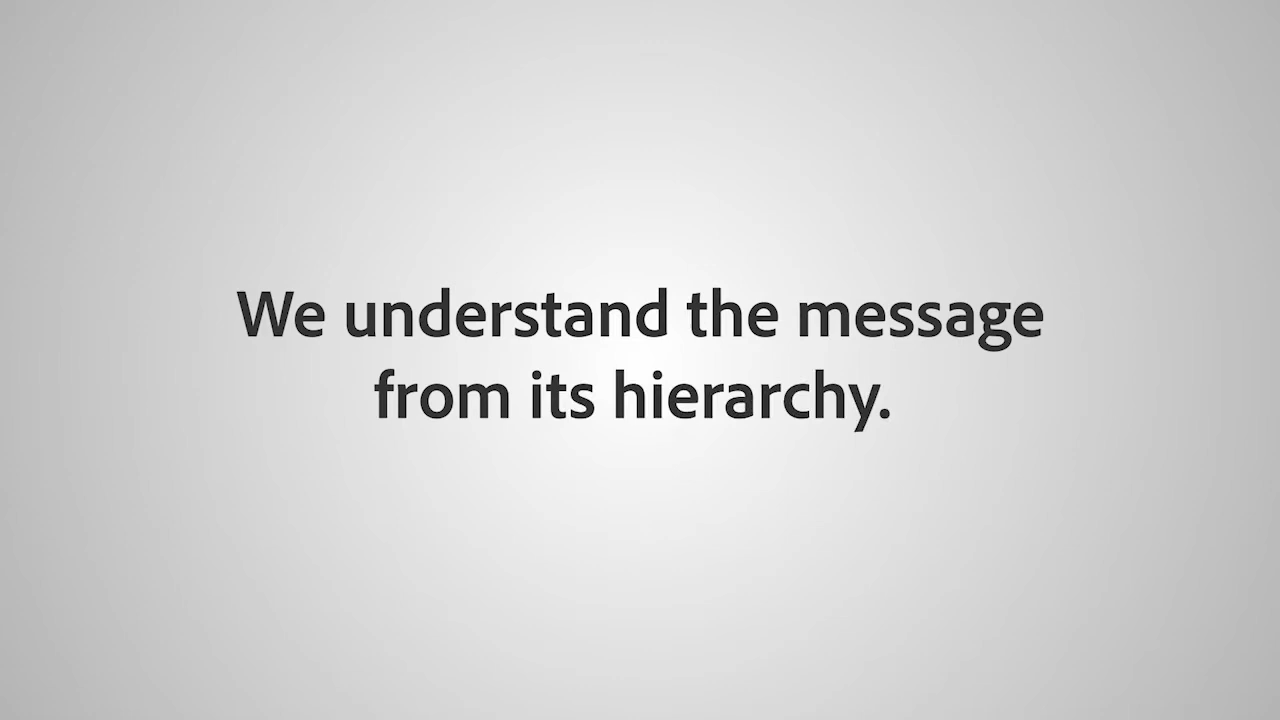 We understand the message
from its hierarchy.